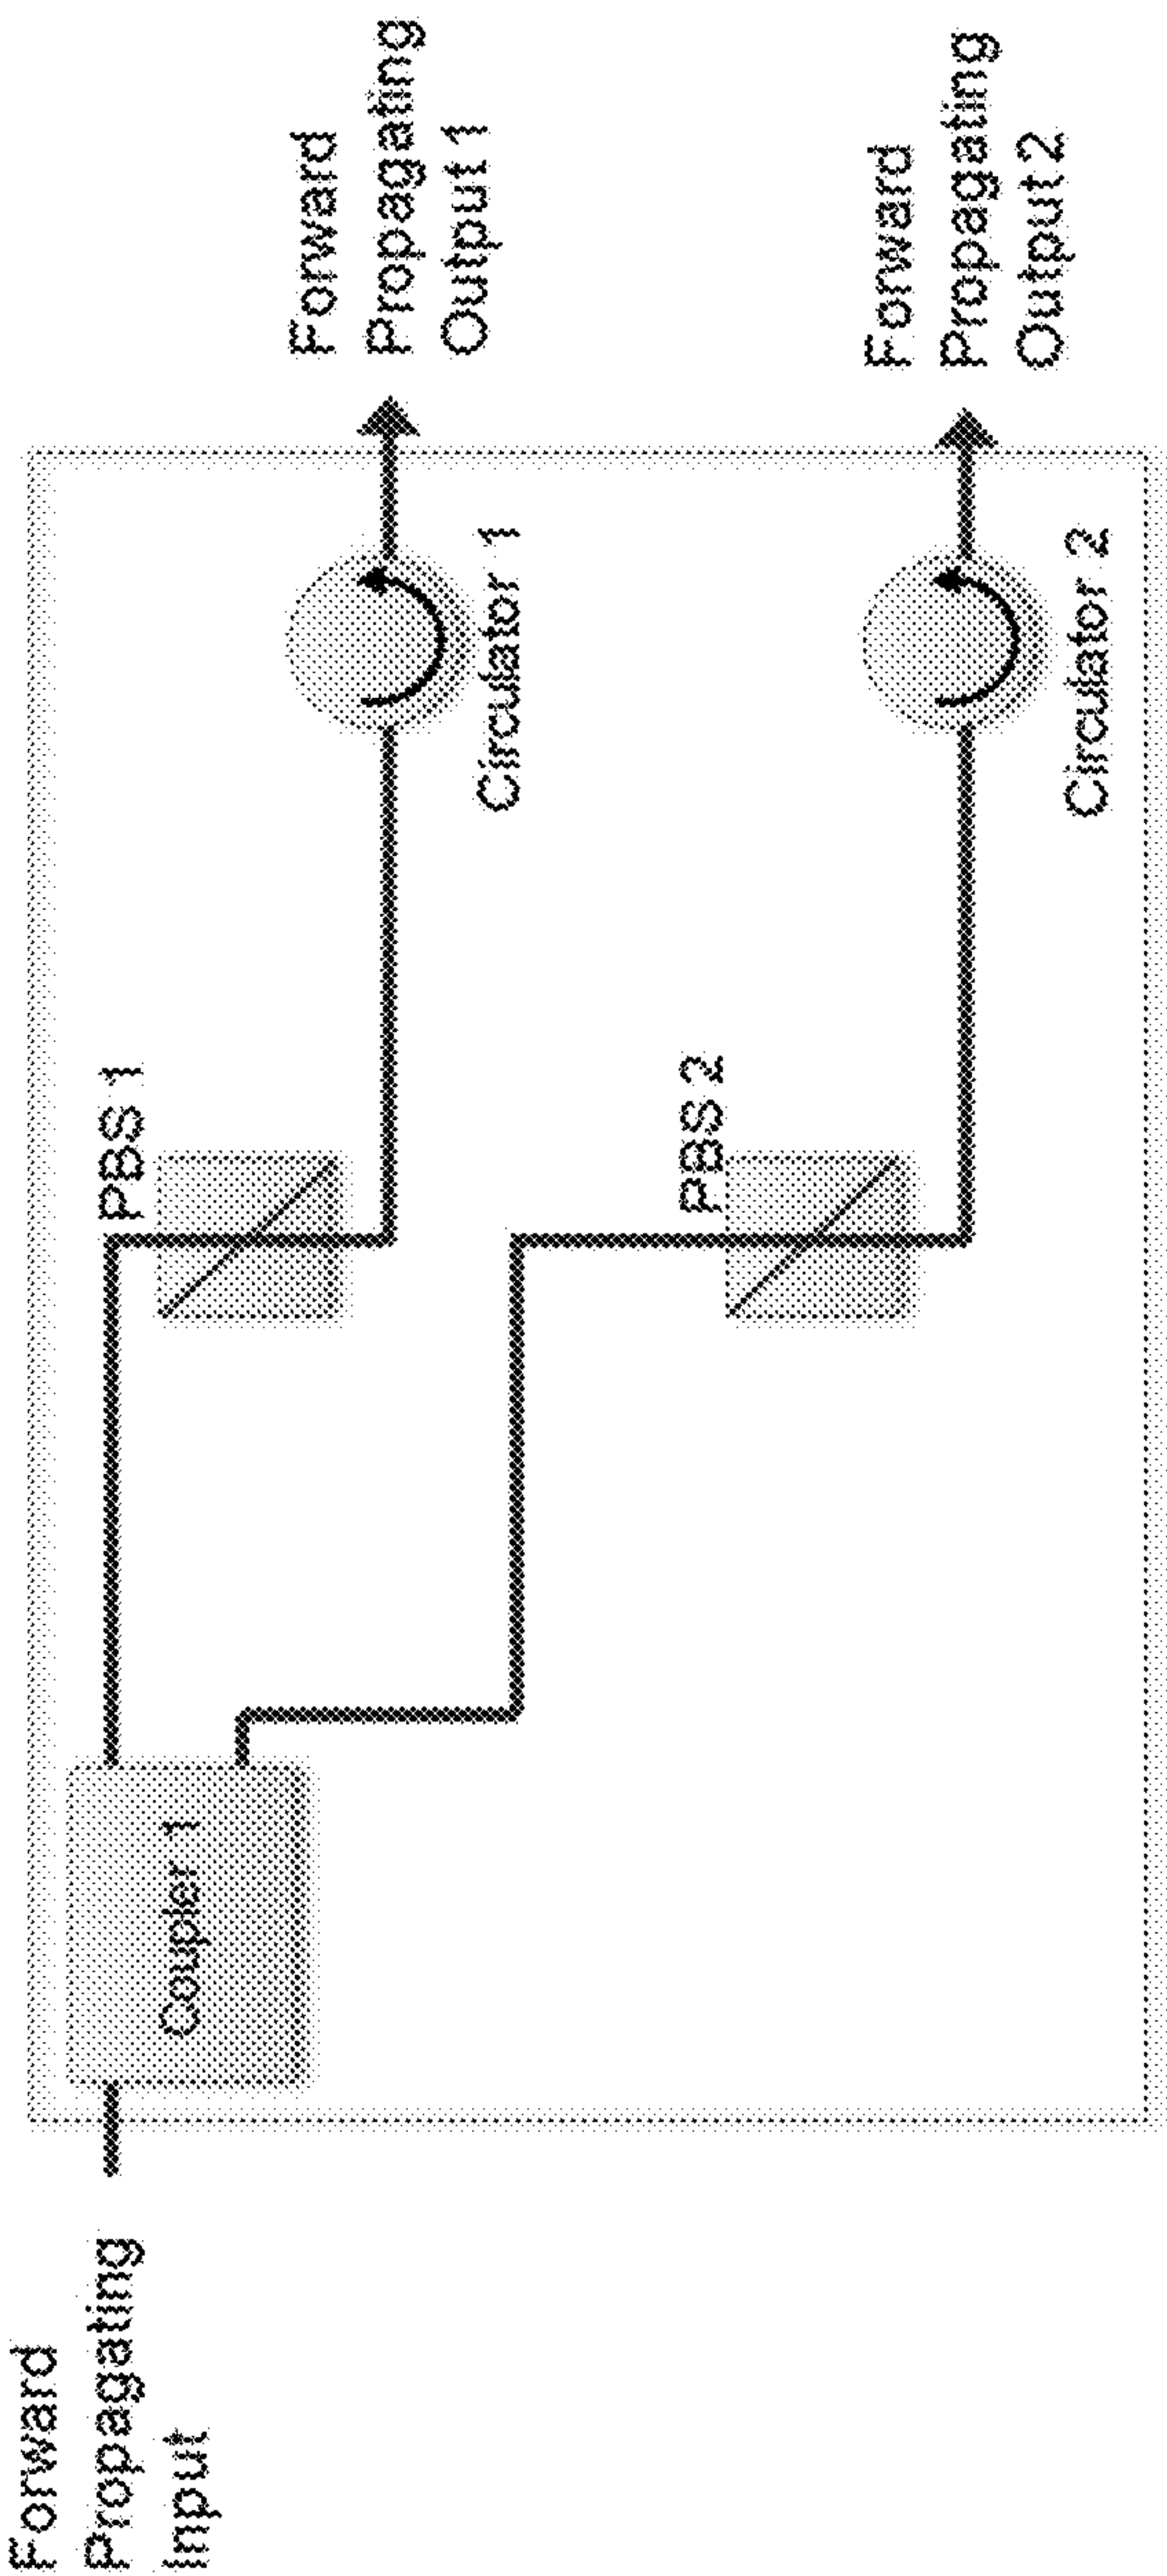 Forward
Propagating
Input
Coupler 1
PBS 1
PBS 2
Circulator 1
Circulator 2
Forward
Propagating
Output 1
Forward
Propagating
Output 2